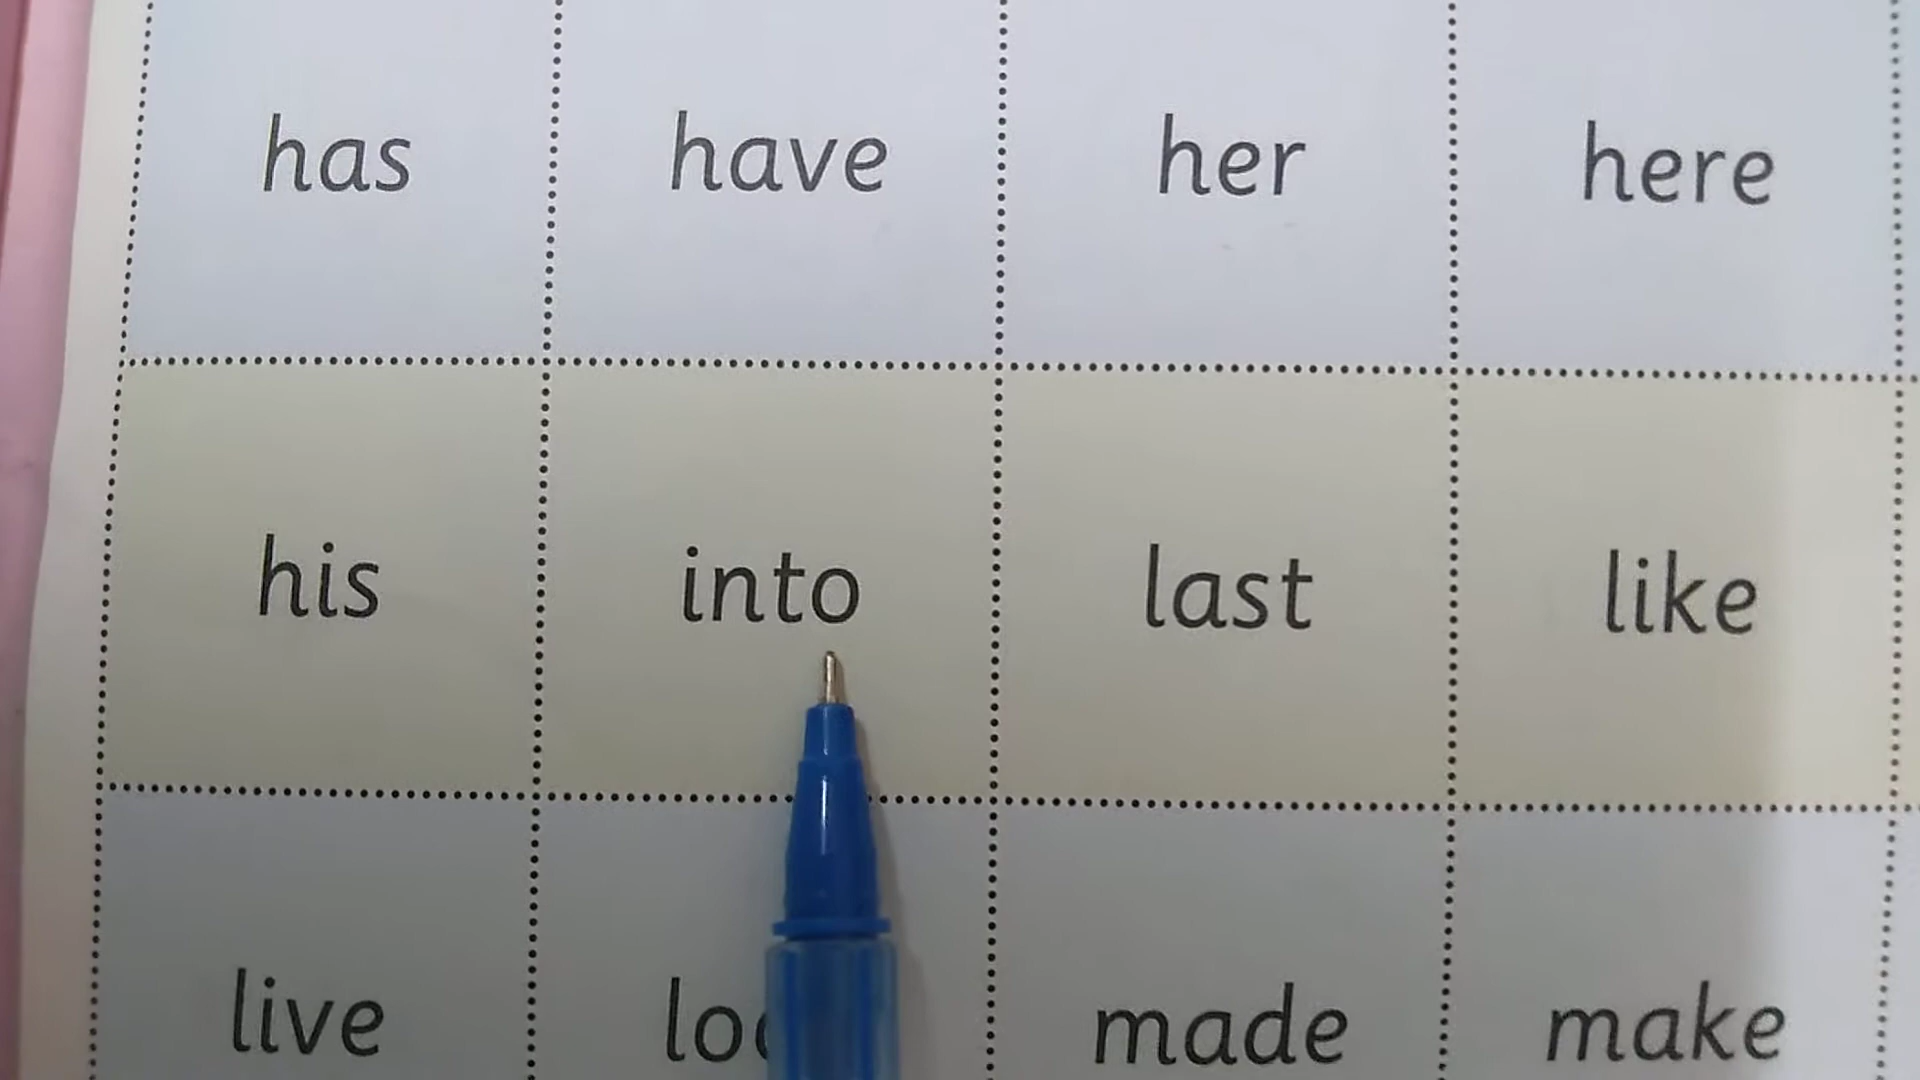 has have her here
his into last like
live made make